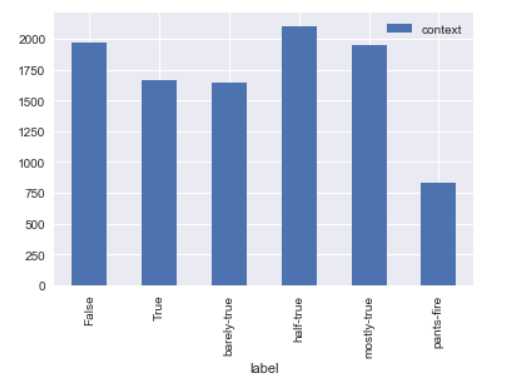 context
2000
1750
1500
1250
1000
750
500
250
0
False
True
barely-true
half-true
mostly-true
pants-fire
label